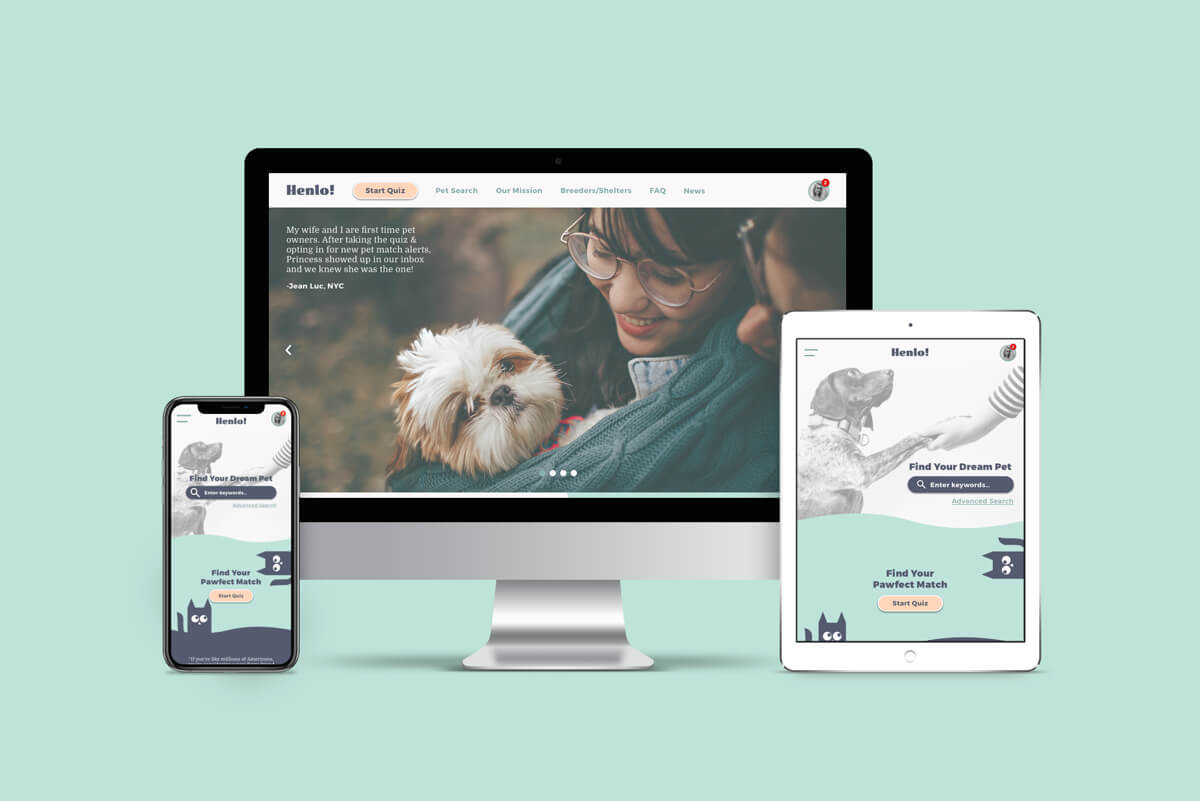 Henlo!
Start Quiz
Pet Search
Our Mission
Breeders/Shelters
FAQ
News
2
My wife and I are first time pet
owners. After taking the quiz &
opting in for new pet match alerts,
Princess showed up in our inbox
and we knew she was the one!
-Jean Luc, NYC
Henlo!
Find Your Dream Pet
Enter keywords..
Advanced Search
Find Your
Pawfect Match
Start Quiz
"If you're like millions of Americans,
Henlo!
Find Your Dream Pet
Enter keywords..
Advanced Search
Find Your
Pawfect Match
Start Quiz